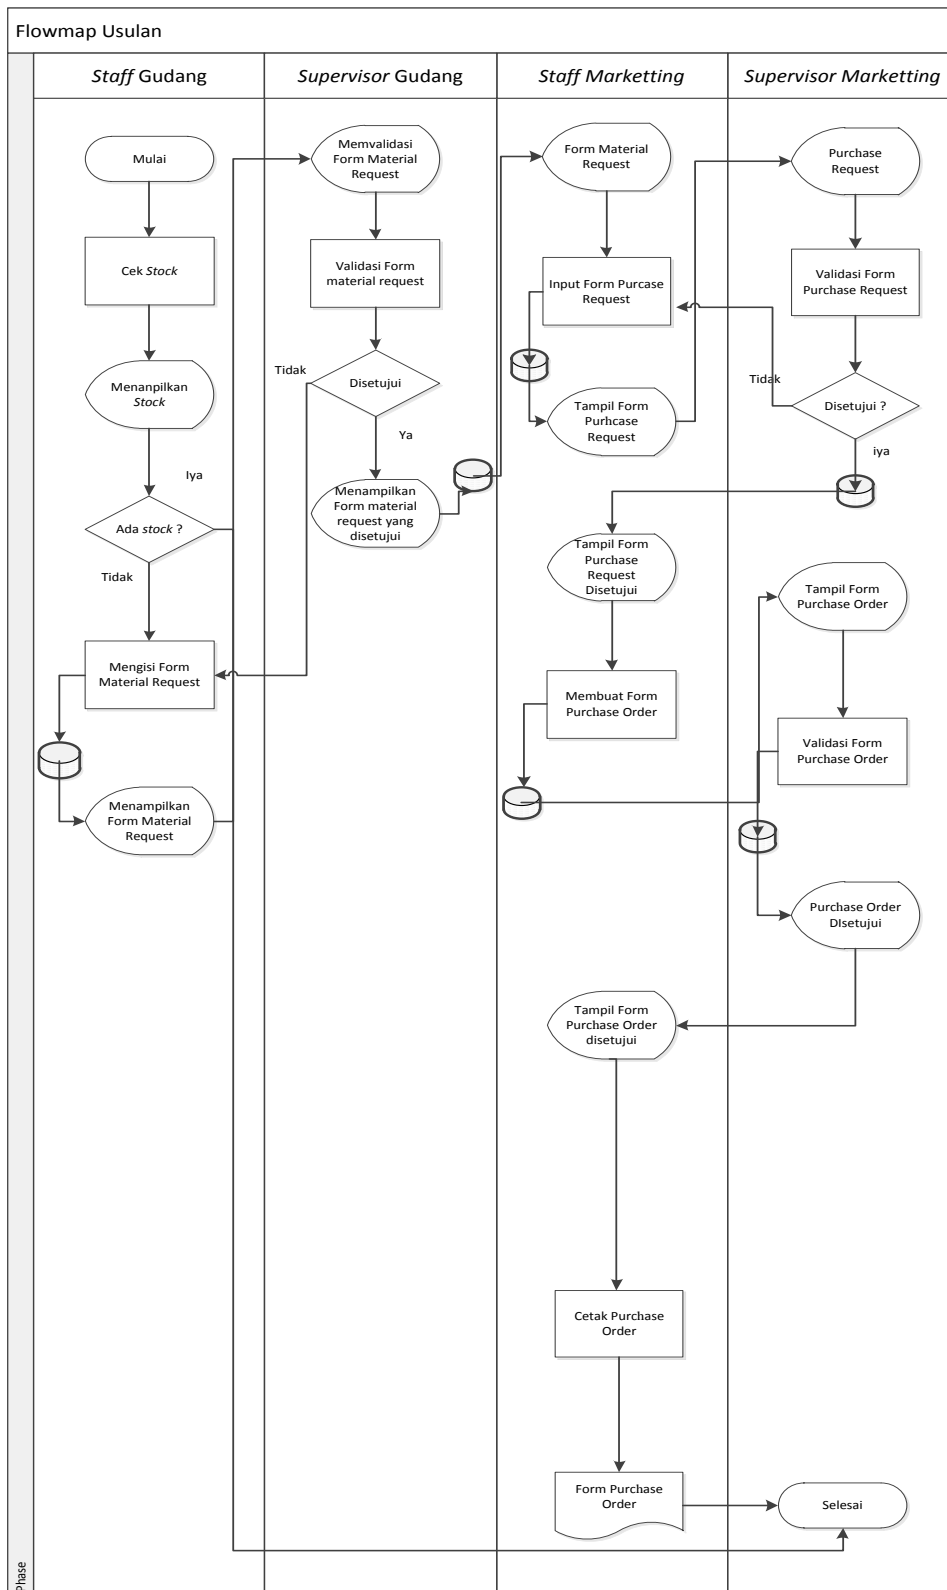 Flowmap Usulan
Staff Gudang
Supervisor Gudang
Staff Marketting
Supervisor Marketting
Mulai
Cek Stock
Menanpilkan
Stock
Iya
Ada stock ?
Tidak
Mengisi Form
Material Request
Menampilkan
Form Material
Request
Memvalidasi
Form Material
Request
Validasi Form
material request
Tidak
Disetujui
Ya
Menampilkan
Form material
request yang
disetujui
Form Material
Request
Input Form Purcase
Request
Tampil Form
Purhcase
Request
Tampil Form
Purchase
Request
Disetujui
Membuat Form
Purchase Order
Tampil Form
Purchase Order
disetujui
Cetak Purchase
Order
Form Purchase
Order
Purchase
Request
Validasi Form
Purchase Request
Tidak
Disetujui ?
iya
Tampil Form
Purchase Order
Validasi Form
Purchase Order
Purchase Order
DIsetujui
Selesai
Phase